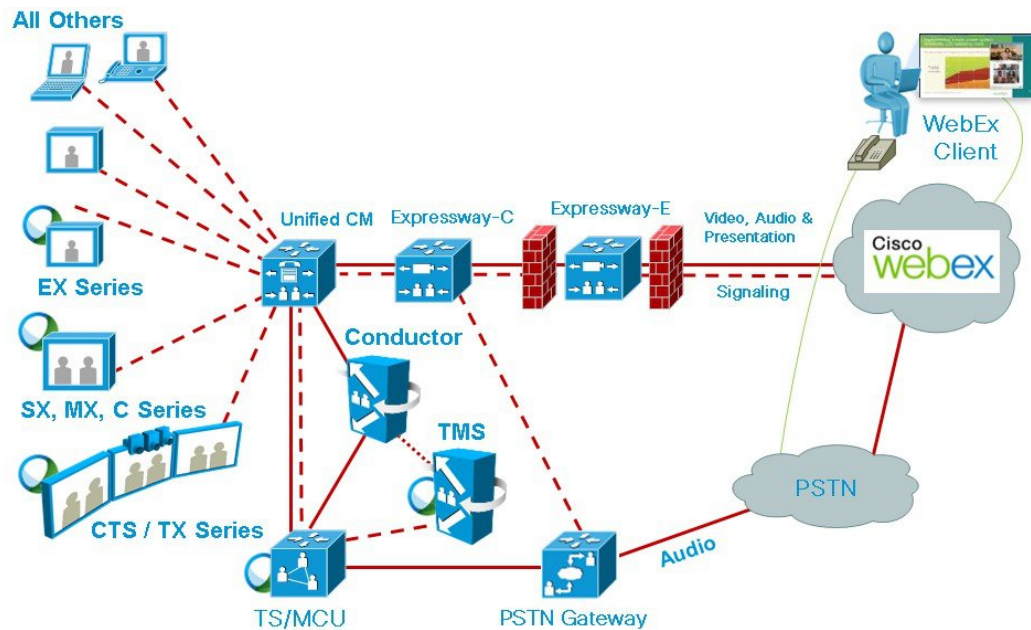 All Others
WebEx
Client
Unified CM
Expressway-C
Expressway-E
Video, Audio &
Presentation
Cisco
webex
EX Series
Signaling
Conductor
SX, MX, C Series
TMS
PSTN
CTS / TX Series
Audio
TS/MCU
PSTN Gateway